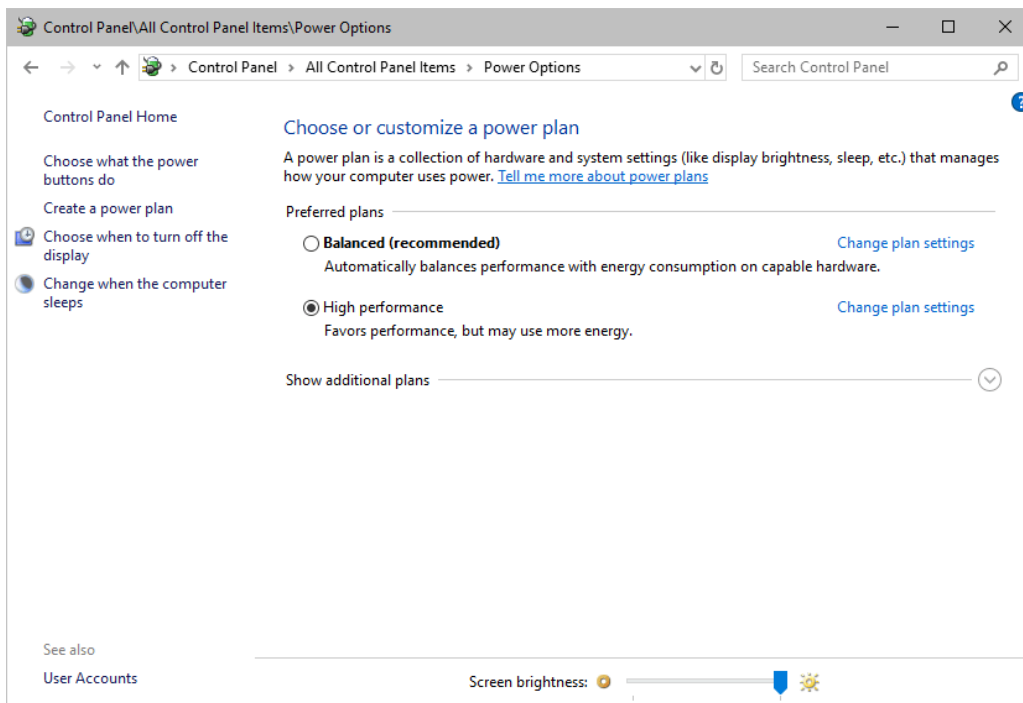 Control Panel\All Control Panel Items\Power Options
Control Panel > All Control Panel Items > Power Options
Search Control Panel
Control Panel Home
Choose what the power
buttons do
Create a power plan
Choose when to turn off the
display
Change when the computer
sleeps
Choose or customize a power plan
A power plan is a collection of hardware and system settings (like display brightness, sleep, etc.) that manages
how your computer uses power. Tell me more about power plans
Preferred plans
Balanced (recommended) Change plan settings
Automatically balances performance with energy consumption on capable hardware.
High performance Change plan settings
Favors performance, but may use more energy.
Show additional plans
See also
User Accounts
Screen brightness: